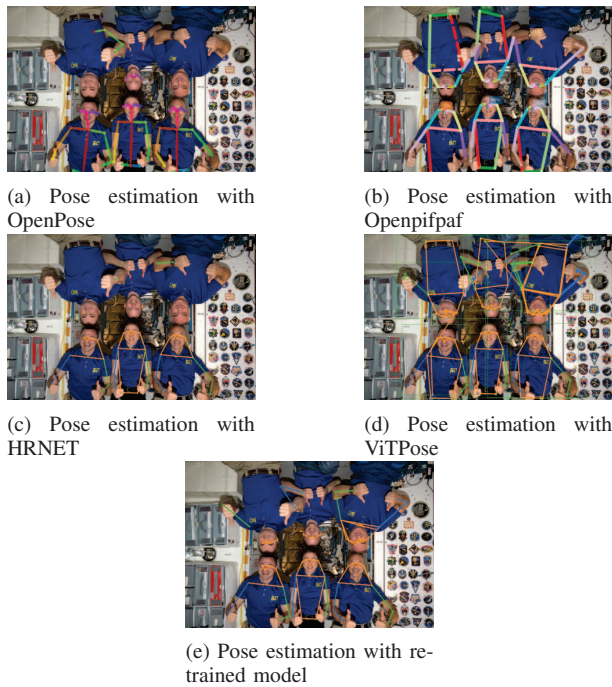 (a) Pose estimation with
OpenPose
(b) Pose estimation with
Openpifpaf
(c) Pose estimation with
HRNET
(d) Pose estimation with
ViTPose
(e) Pose estimation with re-
trained model